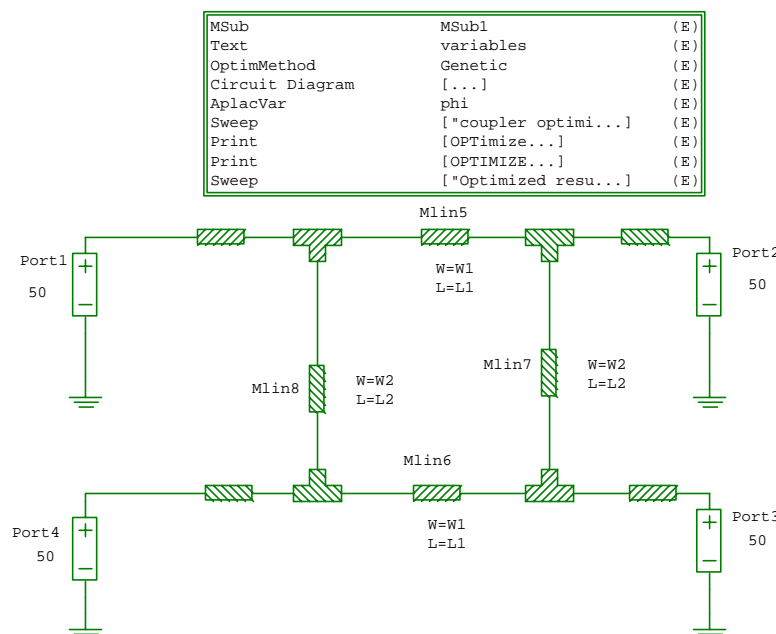 MSub MSub1 (E)
Text variables (E)
OptimMethod Genetic (E)
Circuit Diagram [...] (E)
AplacVar phi (E)
Sweep ["coupler optimi...] (E)
Print [OPTimize...] (E)
Print [OPTIMIZE...] (E)
Sweep ["Optimized resu...] (E)
Mlin5
Port1
50
W=W1
L=L1
Port2
50
Mlin8
W=W2
L=L2
Mlin7
W=W2
L=L2
Mlin6
Port4
50
W=W1
L=L1
Port3
50